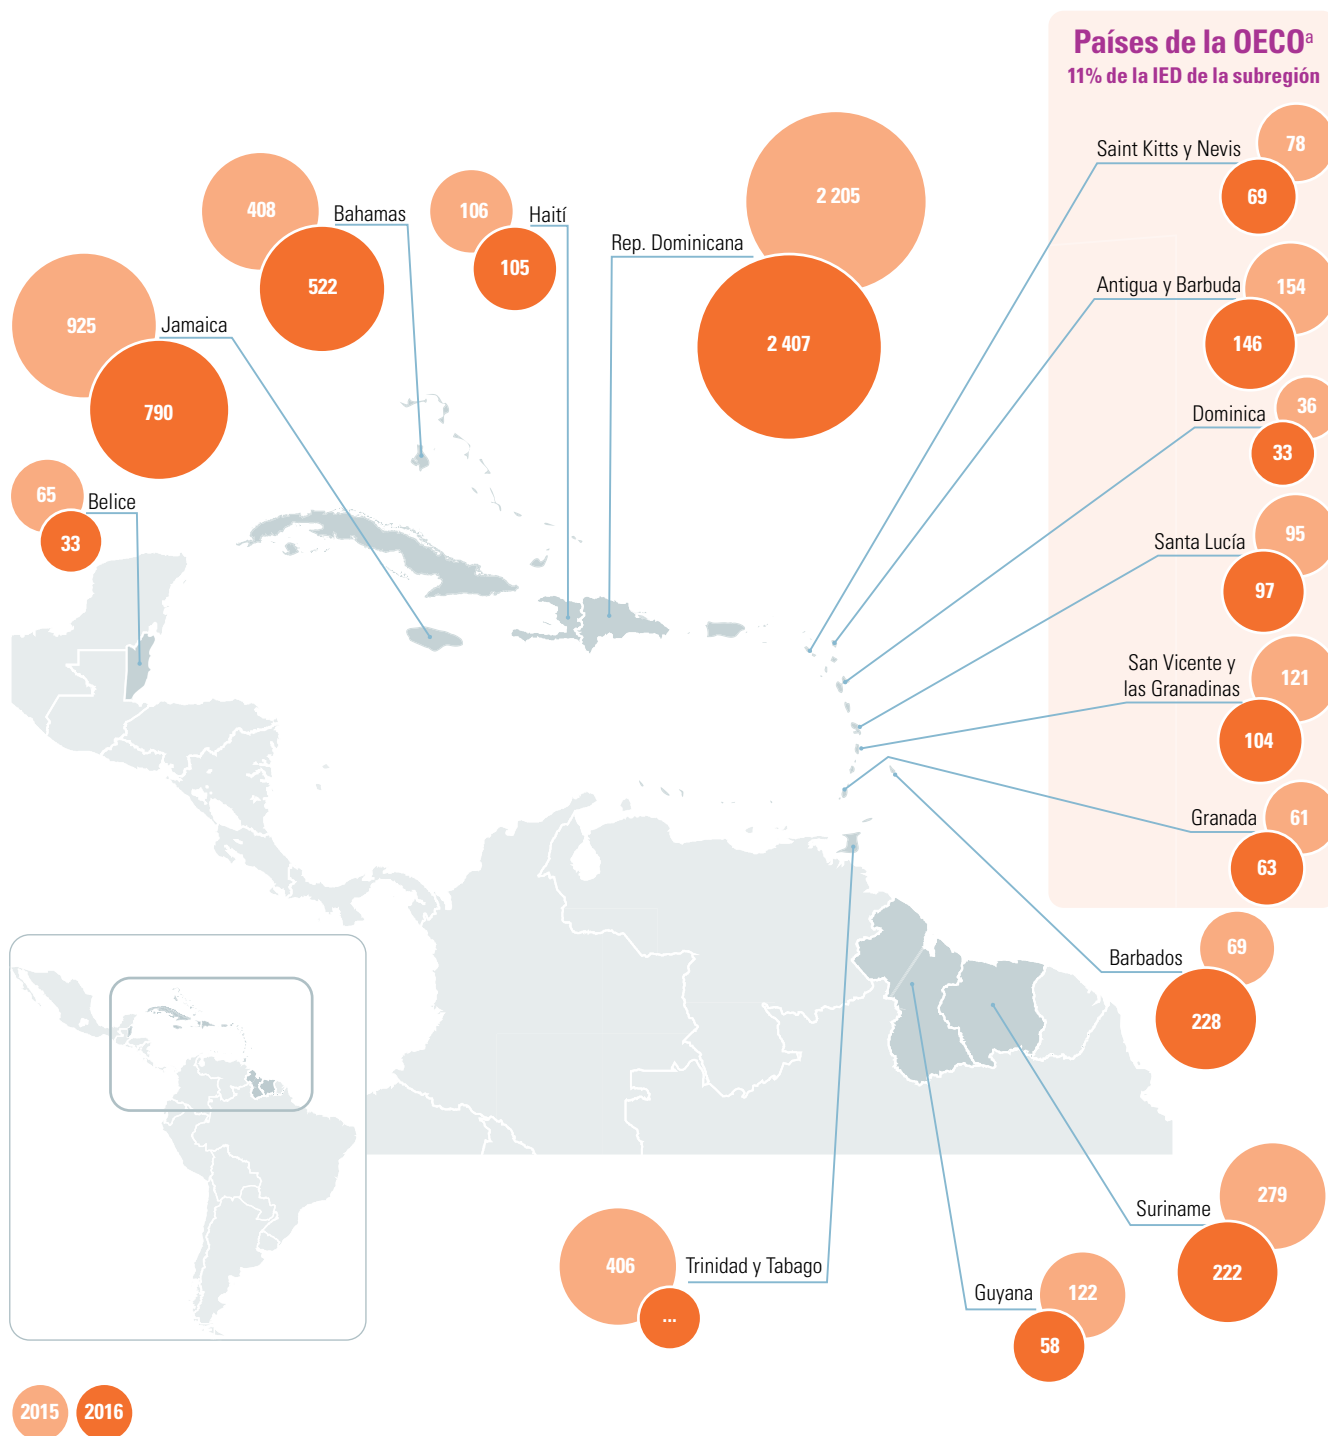 Países de la OECOa
11% de la IED de la subregión
Saint Kitts y Nevis
78
69
Antigua y Barbuda
154
146
Dominica
36
33
Santa Lucía
95
97
San Vicente y
las Granadinas
121
104
Granada
61
63
408
Bahamas
522
106
Haití
105
2 205
Rep. Dominicana
2 407
925
Jamaica
790
65
Belice
33
69
Barbados
228
279
Suriname
222
406
Trinidad y Tabago
...
122
Guyana
58
2015
2016